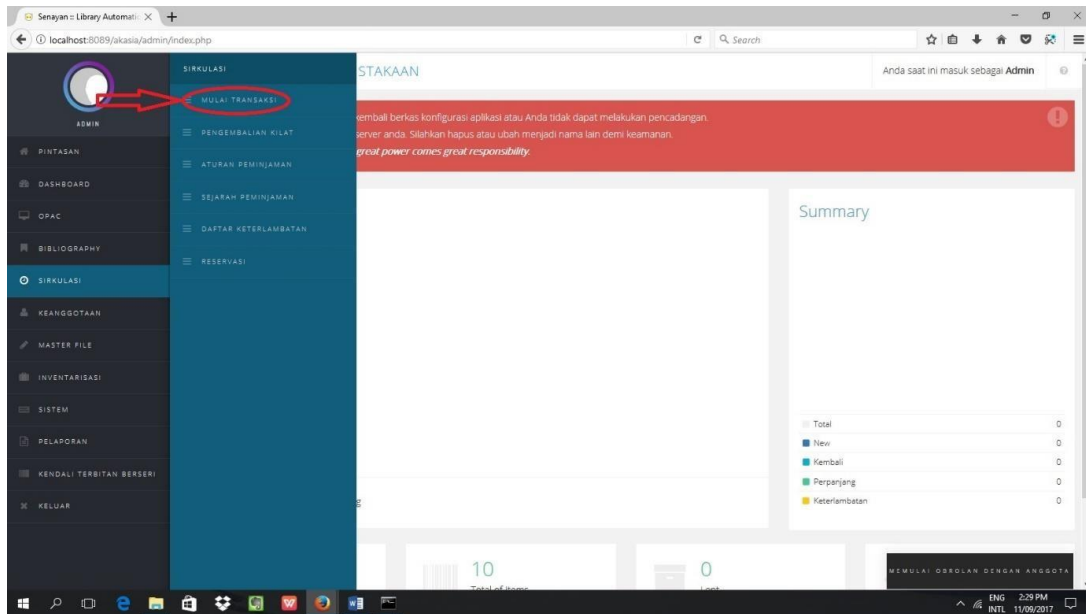 Senayan :: Library Automati
localhost:8089/akasia/admin/index.php
Search
ADMIN
PINTASAN
DASHBOARD
OPAC
BIBLIOGRAPHY
SIRKULASI
KEANGGOTAAN
MASTER FILE
INVENTARISASI
SISTEM
PELAPORAN
KENDALI TERBITAN BERSERI
KELUAR
SIRKULASI
MULAI TRANSAKSI
PENGEMBALIAN KILAT
ATURAN PEMINJAMAN
SEJARAH PEMINJAMAN
DAFTAR KETERLAMBATAN
RESERVASI
STAKAAN
Anda saat ini masuk sebagai Admin
kembali berkas konfigurasi aplikasi atau Anda tidak dapat melakukan pencadangan.
server anda. Silahkan hapus atau ubah menjadi nama lain demi keamanan.
great power comes great responsibility.
Summary
Total 0
New 0
Kembali 0
Perpanjang 0
Keterlambatan 0
g
10
Total of items
0
Lent
MEMULAI OBROLAN DENGAN ANGGOTA
ENG 2:29 PM
INTL 11/09/2017